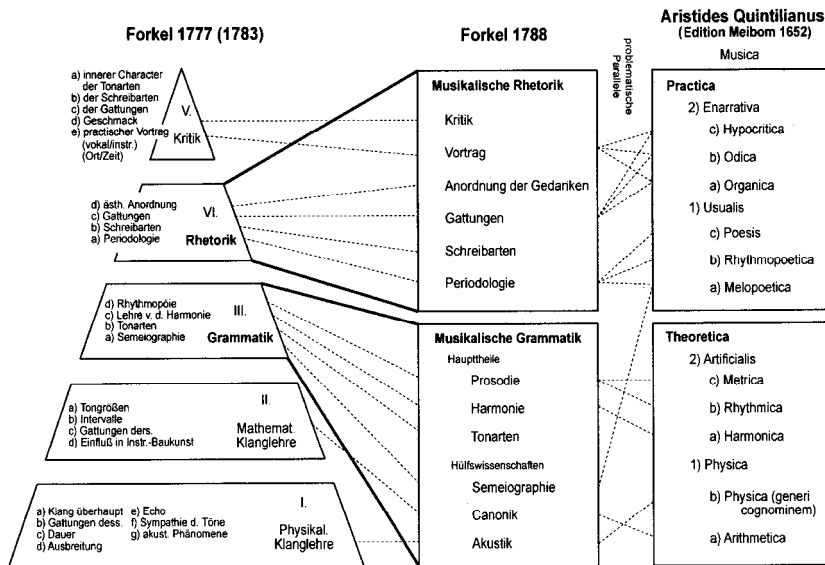 Forkel 1777 (1783)
a) innerer Character
der Tonarten
b) der Schreibarten
c) der Gattungen
d) Geschmack
e) practischer Vortrag
(vokal/instr.)
(Ort/Zeit)
V.
Kritik
d) ästh. Anordnung
c) Gattungen
b) Schreibarten
a) Periodologie
VI.
Rhetorik
d) Rhythmopöie
c) Lehre v. d. Harmonie
b) Tonarten
a) Semeiographie
III.
Grammatik
a) Tongrößen
b) Intervalle
c) Gattungen ders.
d) Einfluß in Instr.-Baukunst
II.
Mathemat.
Klanglehre
a) Klang überhaupt
b) Gattungen dess.
c) Dauer
d) Ausbreitung
e) Echo
f) Sympathie d. Töne
g) akust. Phänomene
I.
Physikal.
Klanglehre
Forkel 1788
Musikalische Rhetorik
Kritik
Vortrag
Anordnung der Gedariken
Gattungen
Schreibarten
Periodologie
Musikalische Grammatik
Haupttheile
Prosodie
Harmonie
Tonarten
Hülfswissenschaften
Semeiographie
Canonik
Akustik
problematische
Parallele
Aristides Quintilianus
(Edition Meibom 1652)
Musica
Practica
2) Enarrativa
c) Hypocritica
b) Odica
a) Organica
1) Usualis
c) Poesis
b) Rhythmopoetica
a) Melopoetica
Theoretica
2) Artificialis
c) Metrica
b) Rhythmica
a) Harmonica
1) Physica
b) Physica (generi
cognominem)
a) Arithmetica